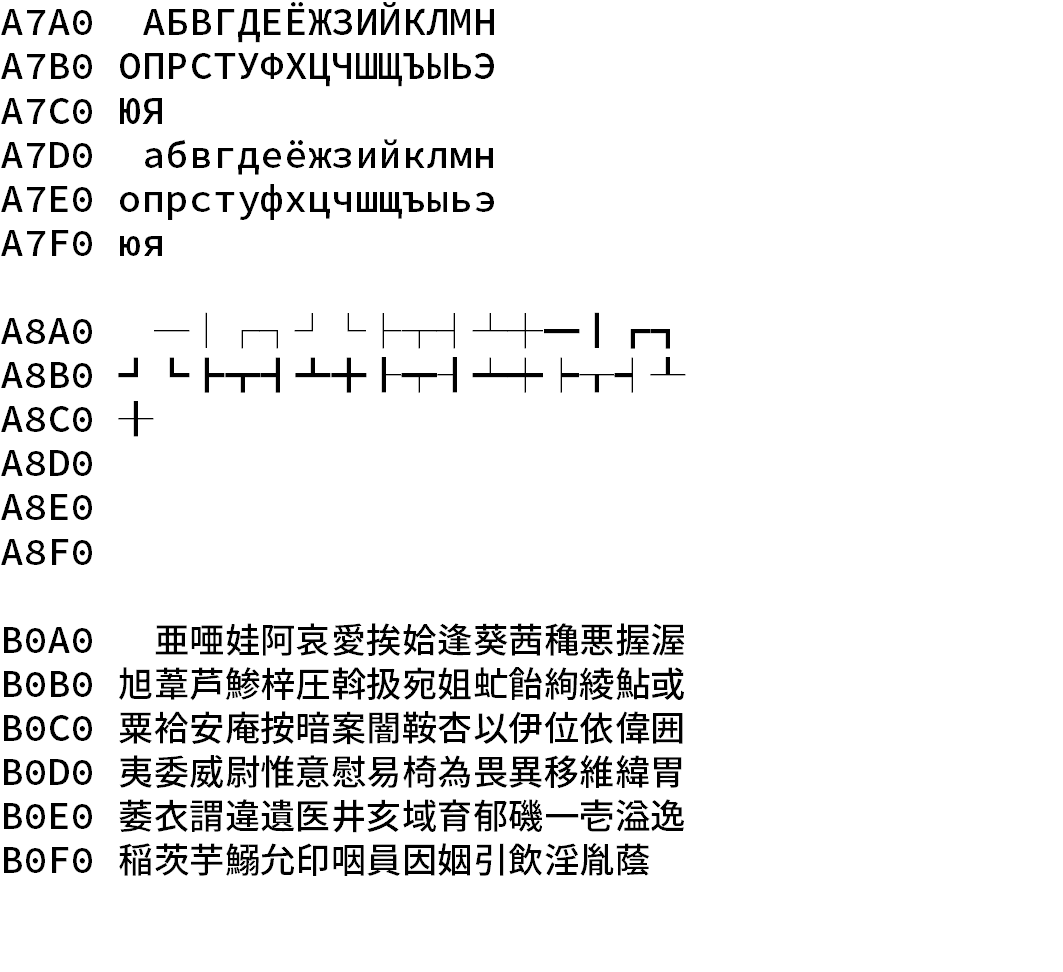 A7A0 АБВГДЕЁЖЗИЙКЛМН
A7B0 ОПРСТУФХЦЧШЩЪЫЬЭ
A7C0 ЮЯ
A7D0 абвгдеёжзийклмн
A7E0 опрстуфхцчшщъыьэ
A7F0 юя
A8A0 ─│┌┐┘└├┬┤┴┼━┃┏┓
A8B0 ┛┗┣┳┫┻╋┠┯┨┷┿┝┰┥┸
A8C0 ╂
A8D0
A8E0
A8F0
B0A0 亜唖娃阿哀愛挨姶逢葵茜穐悪握渥
B0B0 旭葦芦鯵梓圧斡扱宛姐虻飴絢綾鮎或
B0C0 粟袷安庵按暗案闇鞍杏以伊位依偉囲
B0D0 夷委威尉惟意慰易椅為畏異移維緯胃
B0E0 萎衣謂違遺医井亥域育郁磯一壱溢逸
B0F0 稲茨芋鰯允印咽員因姻引飲淫胤蔭